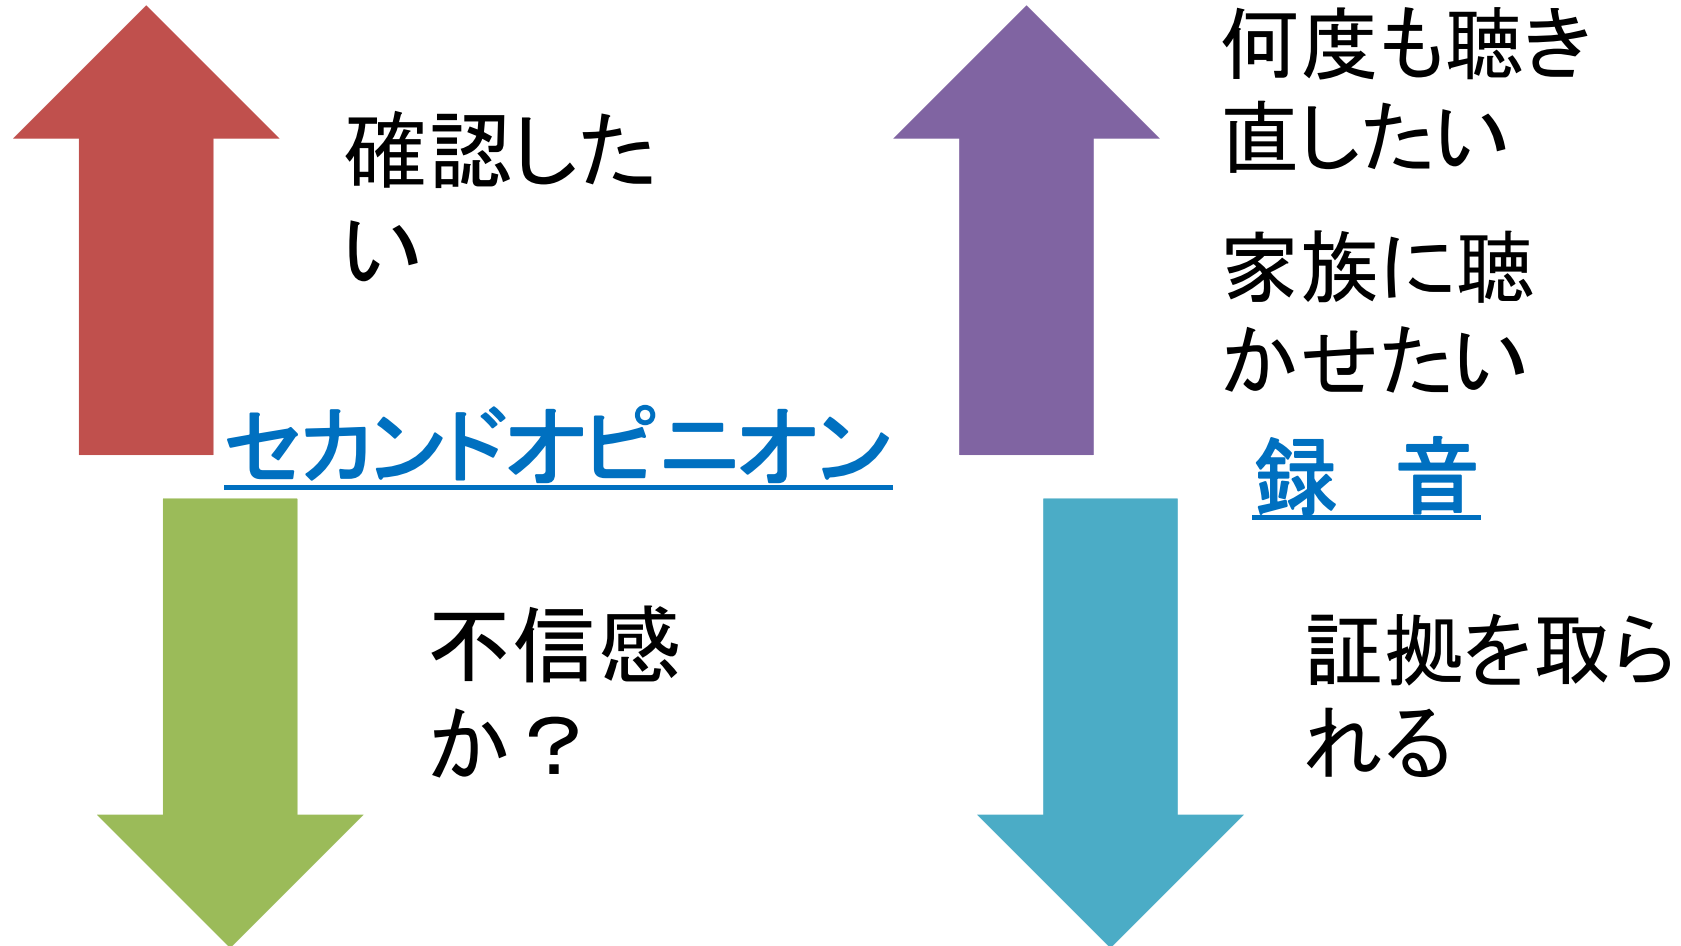 確認した
い
セカンドオピニオン
不信感
か？
何度も聴き
直したい
家族に聴
かせたい
録　音
証拠を取ら
れる